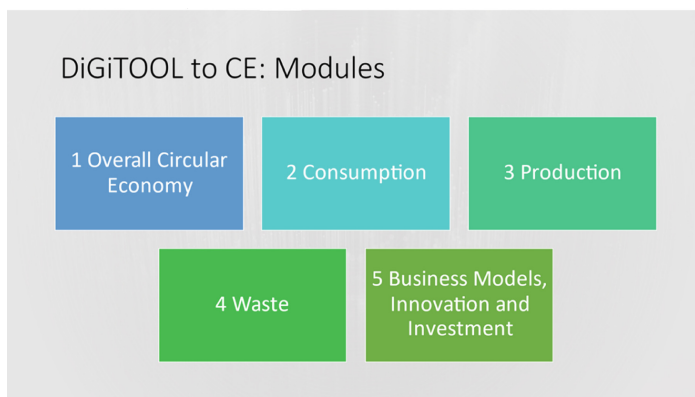 DiGiTOOL to CE: Modules
1 Overall Circular
Economy
2 Consumption
3 Production
4 Waste
5 Business Models,
Innovation and
Investment